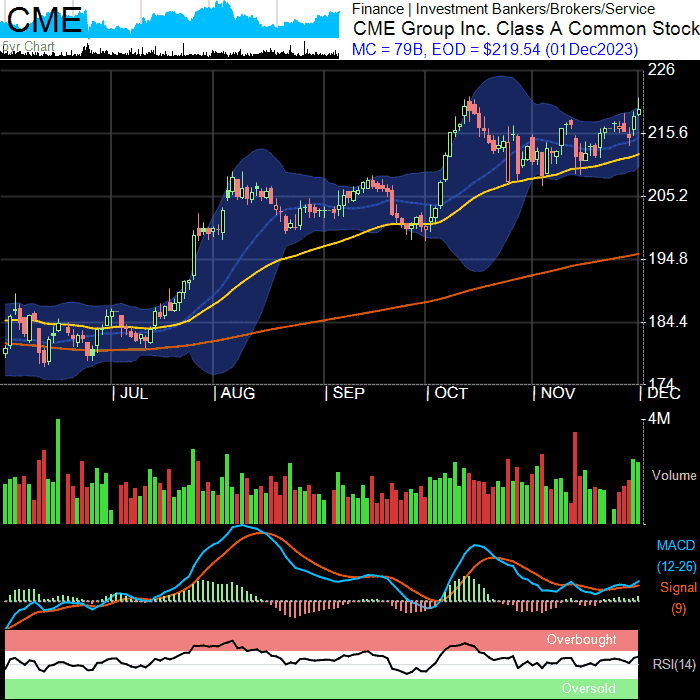 CME
5yr Chart
Finance | Investment Bankers/Brokers/Service
CME Group Inc. Class A Common Stock
MC = 79B, EOD = $219.54 (01Dec2023)
226
215.6
205.2
194.8
184.4
174
| JUL | AUG | SEP | OCT | NOV | DEC
4M
Volume
MACD
(12-26)
Signal
(9)
Overbought
RSI(14)
Oversold